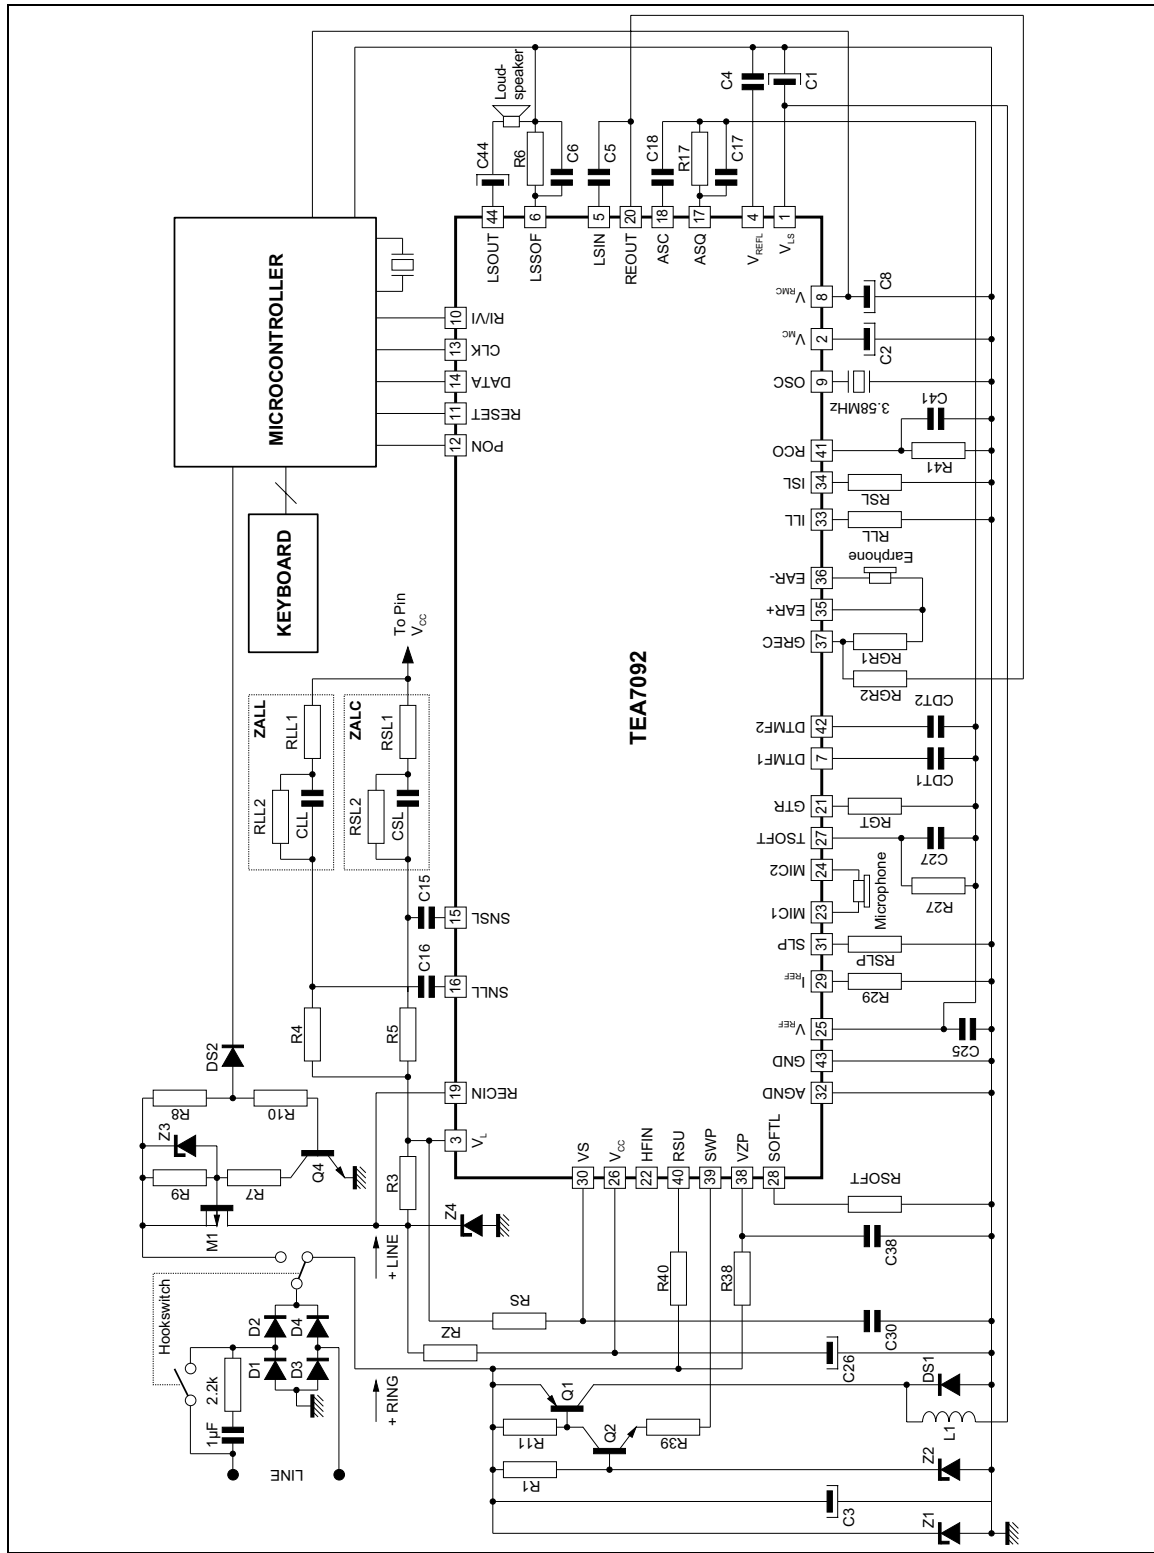 MICROCONTROLLER
KEYBOARD
TEA7092
Loud-
speaker
C44
R6
C6
C5
C18
R17
C17
C4
C1
LSOUT
44
LSSOF
6
LSIN
5
REOUT
20
ASC
18
ASQ
17
VREFL
4
VLS
1
10
RI/VI
13
CLK
14
DATA
11
RESET
12
PON
VRMC
8
C8
VMC
2
C2
OSC
9
3.58MHz
C41
RCO
41
R41
ISL
34
RSL
ILL
33
RLL
Earphone
EAR-
36
EAR+
35
GREC
37
RGR1
RGR2
DTMF2
42
CDT2
DTMF1
7
CDT1
GTR
21
RGT
TSOFT
27
C27
R27
MIC2
24
MIC1
23
Microphone
SLP
31
RSLP
IREF
29
R29
VREF
25
C25
GND
43
AGND
32
To Pin
VCC
ZALL
RLL1
RLL2
CLL
ZALC
RSL1
RSL2
CSL
C15
15
SNSL
C16
16
SNLL
R4
R5
DS2
R8
R10
Z3
R9
R7
Q4
M1
R3
Z4
19
RECIN
3
VL
VS
30
VCC
26
HFIN
22
RSU
40
SWP
39
VZP
38
SOFTL
28
RSOFT
C38
R40
R38
RS
RZ
C30
C26
+ LINE
+ RING
Hookswitch
D2
D4
D1
D3
2.2k
1µF
LINE
Q1
R11
Q2
R39
R1
DS1
L1
Z2
C3
Z1